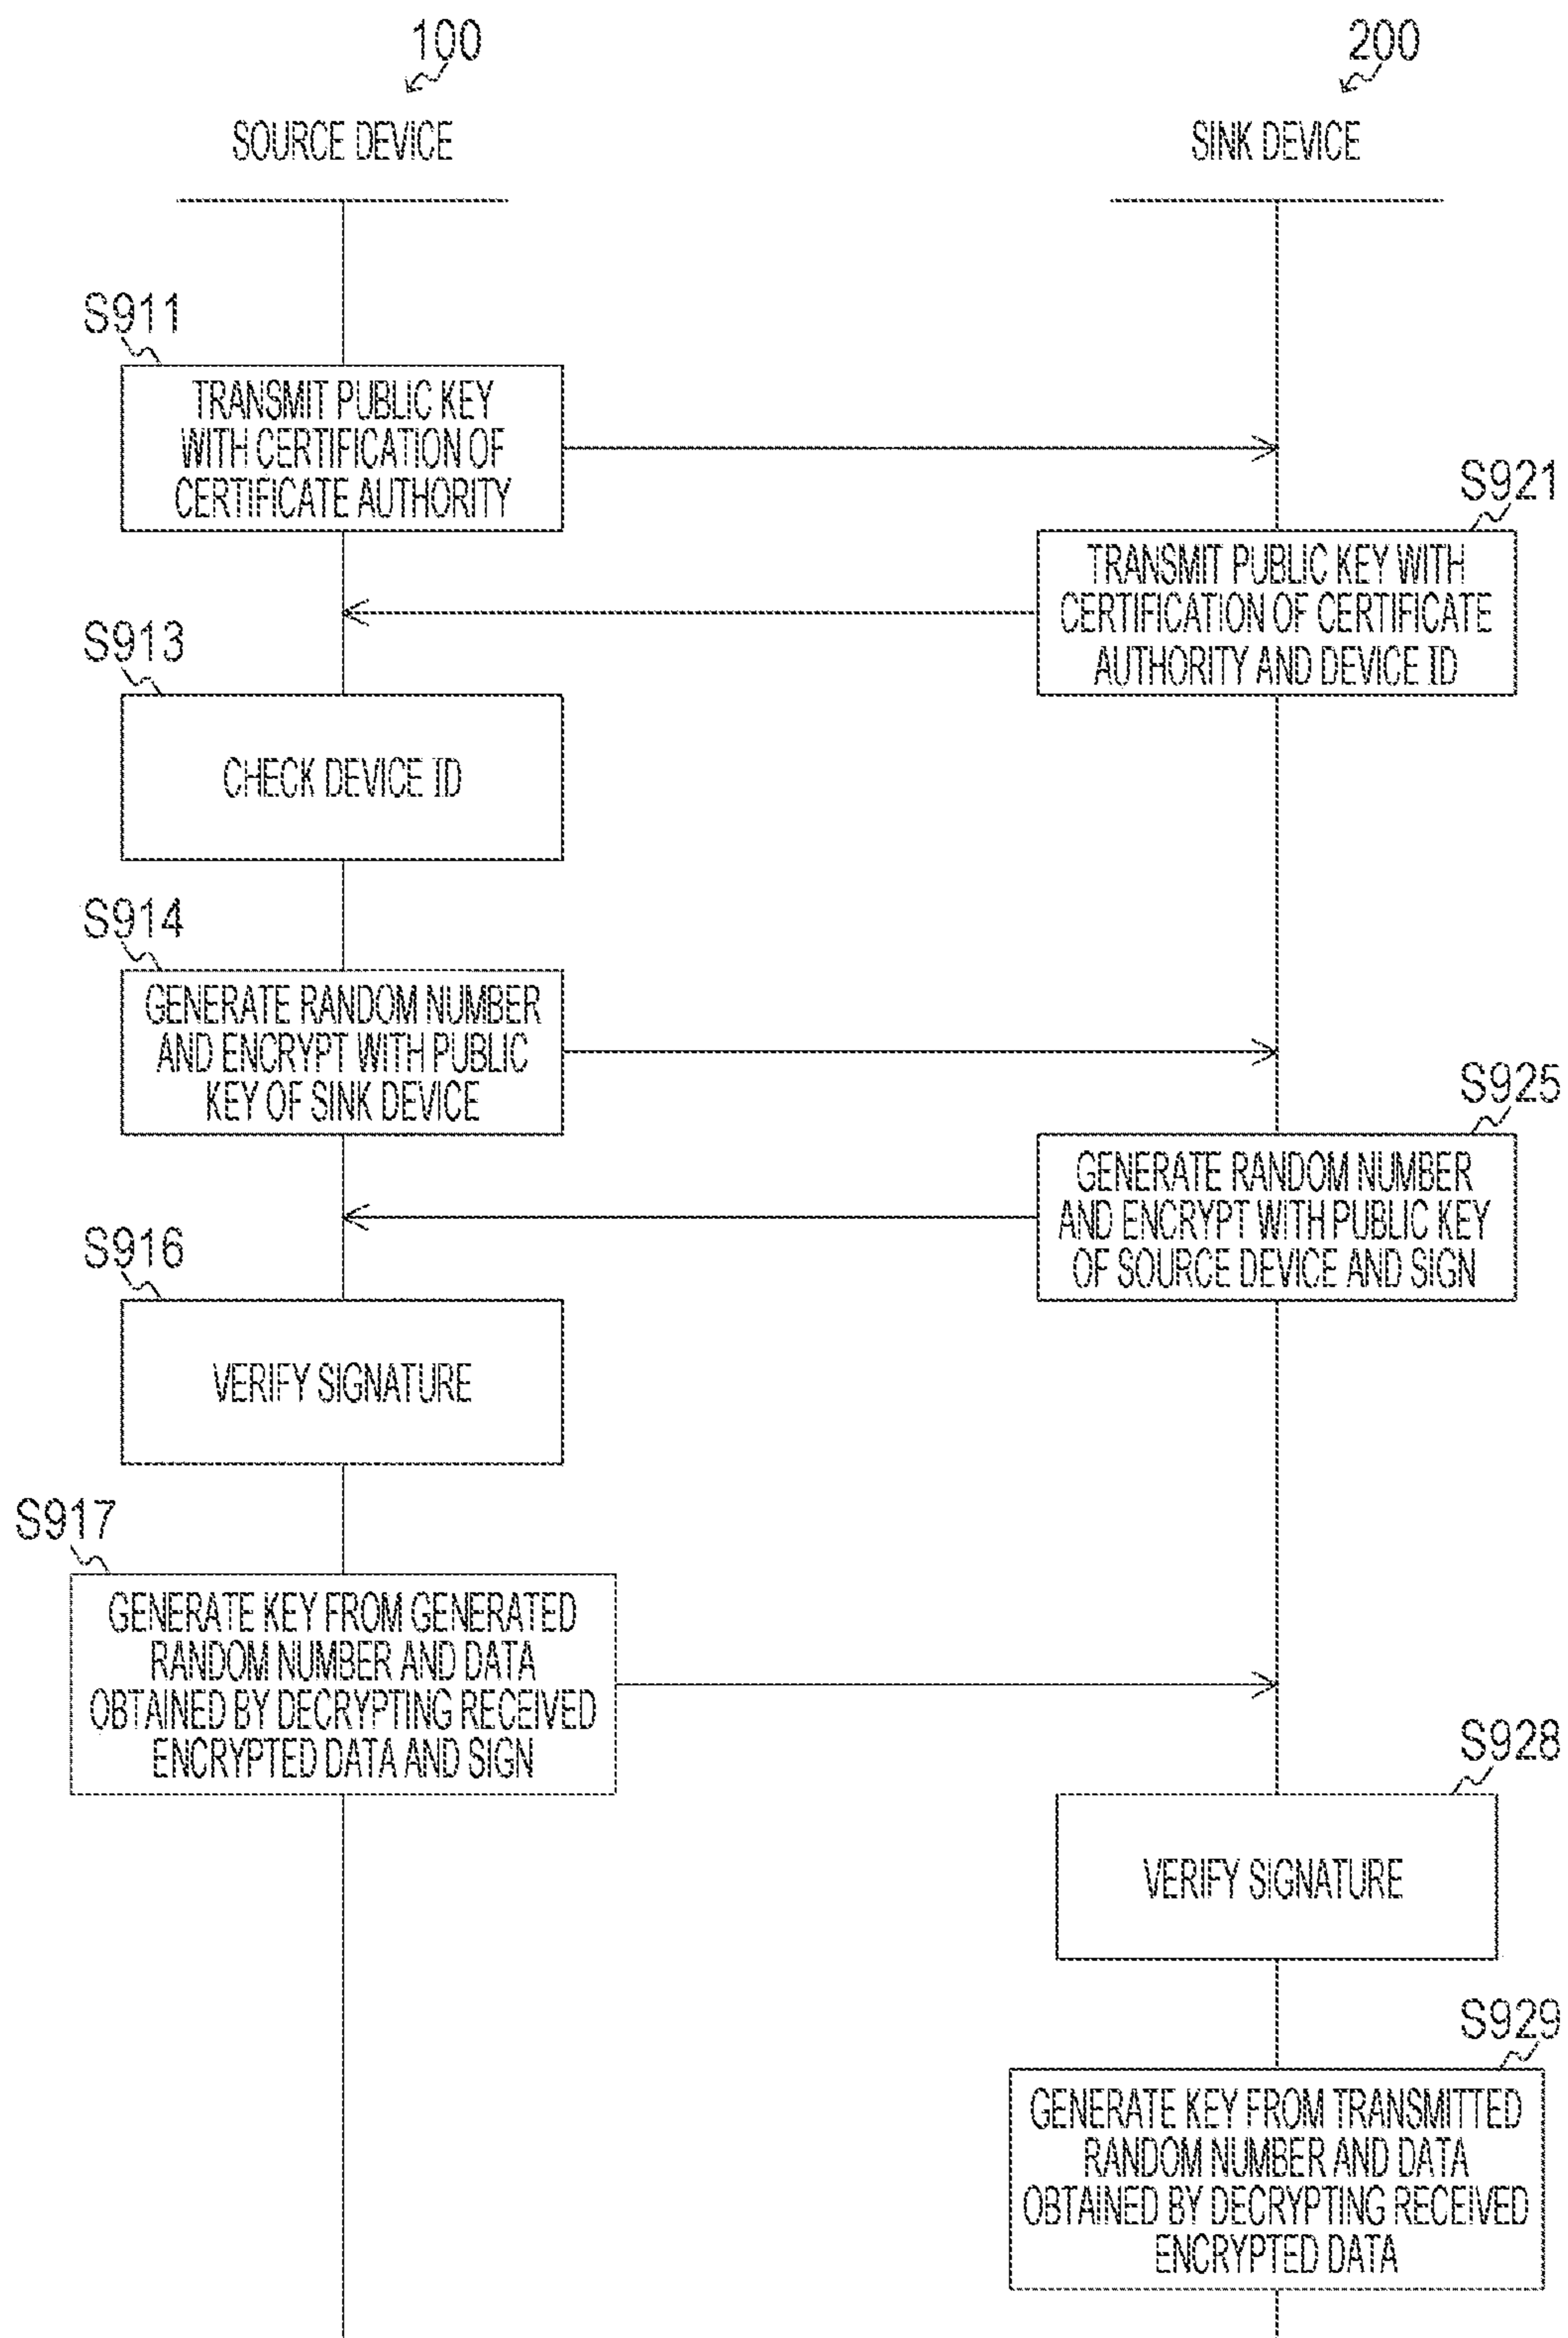 100
200
SOURCE DEVICE
SINK DEVICE
S911
TRANSMIT PUBLIC KEY
WITH CERTIFICATION OF
CERTIFICATE AUTHORITY
S921
TRANSMIT PUBLIC KEY WITH
CERTIFICATION OF CERTIFICATE
AUTHORITY AND DEVICE ID
S913
CHECK DEVICE ID
S914
GENERATE RANDOM NUMBER
AND ENCRYPT WITH PUBLIC
KEY OF SINK DEVICE
S925
GENERATE RANDOM NUMBER
AND ENCRYPT WITH PUBLIC KEY
OF SOURCE DEVICE AND SIGN
S916
VERIFY SIGNATURE
S917
GENERATE KEY FROM GENERATED
RANDOM NUMBER AND DATA
OBTAINED BY DECRYPTING RECEIVED
ENCRYPTED DATA AND SIGN
S928
VERIFY SIGNATURE
S929
GENERATE KEY FROM TRANSMITTED
RANDOM NUMBER AND DATA
OBTAINED BY DECRYPTING RECEIVED
ENCRYPTED DATA